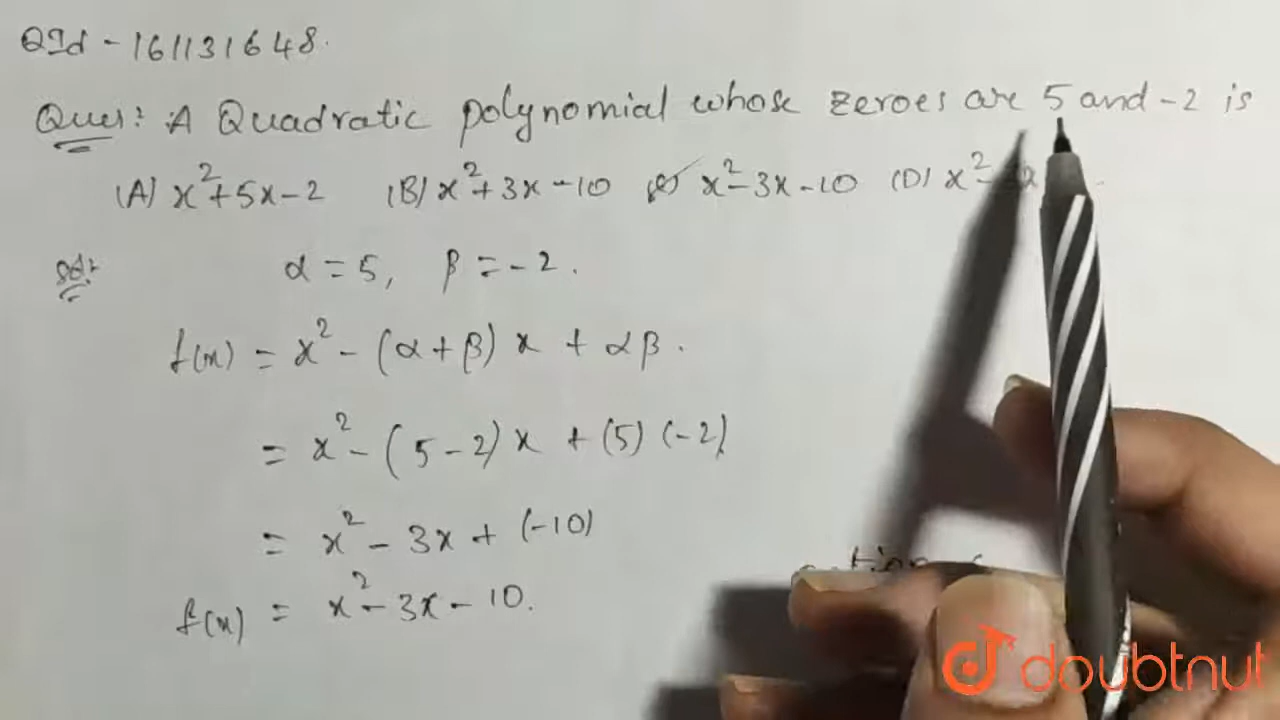 QId - 161131648.
Ques: A Quadratic polynomial whose zeroes are 5 and -2 is
(A) x²+5x-2 (B) x²+3x-10 (C) x²-3x-10 (D) x²-
Sol: α = 5, β = -2.
f(x) = x² - (α+β) x + αβ.
= x² - (5-2) x + (5) (-2)
= x² - 3x + (-10)
f(x) = x² - 3x - 10.
doubtnut